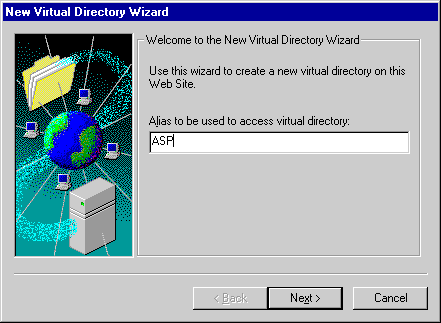 New Virtual Directory Wizard
Welcome to the New Virtual Directory Wizard
Use this wizard to create a new virtual directory on this
Web Site.
Alias to be used to access virtual directory:
ASP
< Back
Next >
Cancel